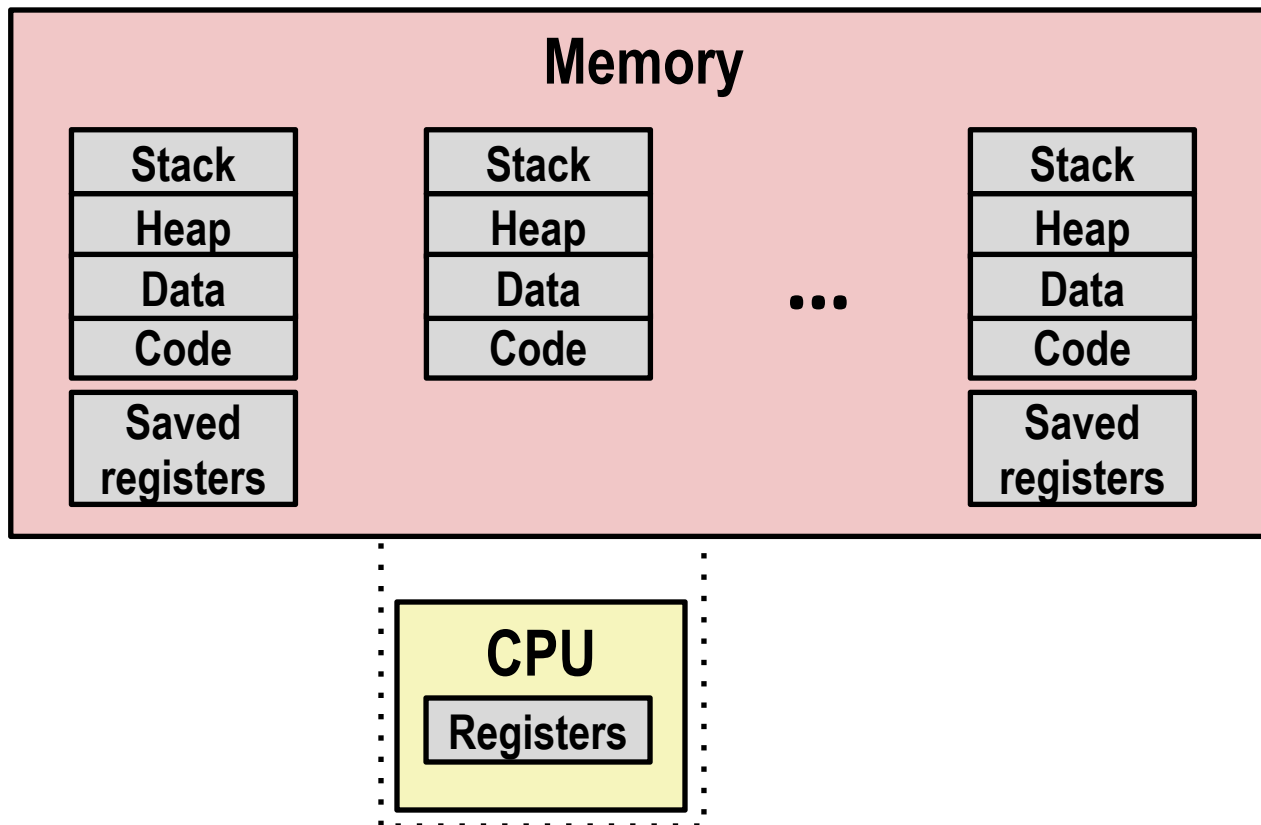 Memory
Stack
Heap
Data
Code
Saved
registers
Stack
Heap
Data
Code
...
Stack
Heap
Data
Code
Saved
registers
CPU
Registers